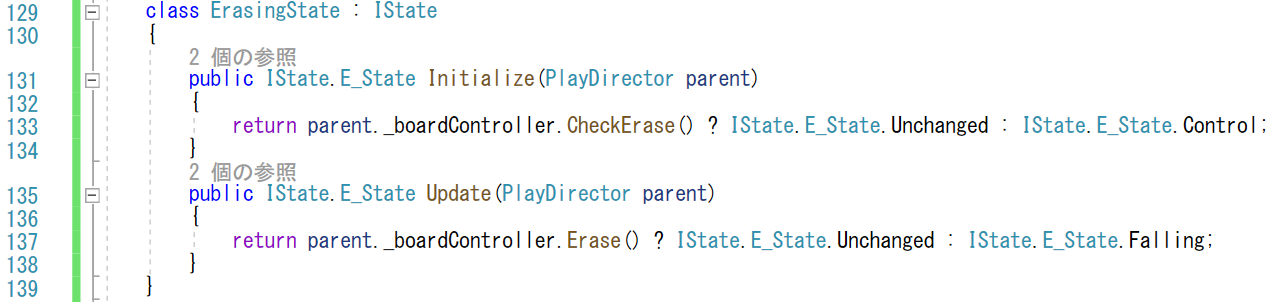 129 class ErasingState : IState
130 {
2 個の参照
131 public IState.E_State Initialize(PlayDirector parent)
132 {
133 return parent._boardController.CheckErase() ? IState.E_State.Unchanged : IState.E_State.Control;
134 }
2 個の参照
135 public IState.E_State Update(PlayDirector parent)
136 {
137 return parent._boardController.Erase() ? IState.E_State.Unchanged : IState.E_State.Falling;
138 }
139 }